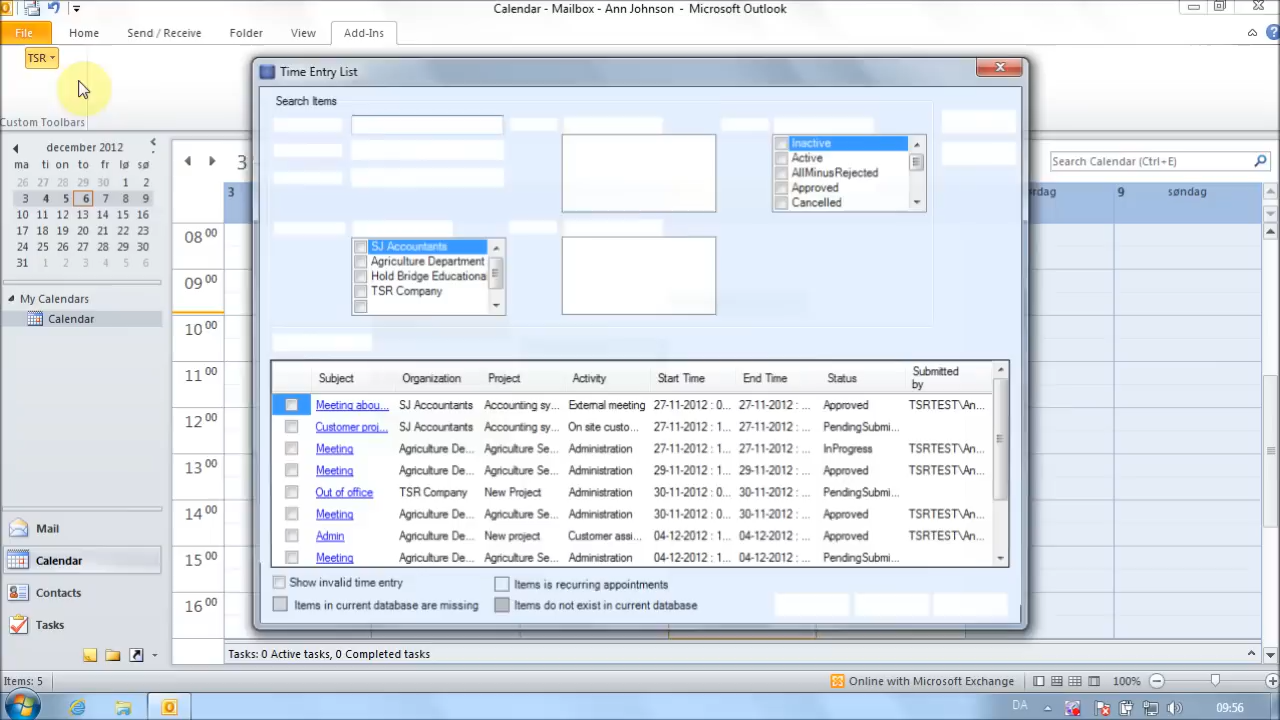 Calendar - Mailbox - Ann Johnson - Microsoft Outlook
File Home Send / Receive Folder View Add-Ins
TSR
Custom Toolbars
december 2012
ma ti on to fr lø sø
26 27 28 29 30 1 2
3 4 5 6 7 8 9
10 11 12 13 14 15 16
17 18 19 20 21 22 23
24 25 26 27 28 29 30
31 1 2 3 4 5 6
My Calendars
Calendar
Mail
Calendar
Contacts
Tasks
3
Search Calendar (Ctrl+E)
3 ørdag 9 søndag
08 00
09 00
10 00
11 00
12 00
13 00
14 00
15 00
16 00
Time Entry List
Search Items
Inactive
Active
AllMinusRejected
Approved
Cancelled
SJ Accountants
Agriculture Department
Hold Bridge Educationa
TSR Company
Subject Organization Project Activity Start Time End Time Status Submitted by
Meeting abou... SJ Accountants Accounting sy... External meeting 27-11-2012 : 0... 27-11-2012 : ... Approved TSRTEST\An...
Customer proj... SJ Accountants Accounting sy... On site custo... 27-11-2012 : 1... 27-11-2012 : ... PendingSubmi...
Meeting Agriculture De... Agriculture Se... Administration 27-11-2012 : 1... 27-11-2012 : ... InProgress TSRTEST\An...
Meeting Agriculture De... Agriculture Se... Administration 29-11-2012 : 1... 29-11-2012 : ... Approved TSRTEST\An...
Out of office TSR Company New Project Administration 30-11-2012 : 0... 30-11-2012 : ... PendingSubmi...
Meeting Agriculture De... Agriculture Se... Administration 30-11-2012 : 0... 30-11-2012 : ... Approved TSRTEST\An...
Admin Agriculture De... New project Customer assi... 04-12-2012 : 1... 04-12-2012 : ... Approved TSRTEST\An...
Meeting Agriculture De... Agriculture Se... Administration 04-12-2012 : 1... 04-12-2012 : ... PendingSubmi...
Show invalid time entry Items is recurring appointments
Items in current database are missing Items do not exist in current database
Tasks: 0 Active tasks, 0 Completed tasks
Items: 5 Online with Microsoft Exchange 100%
DA 09:56